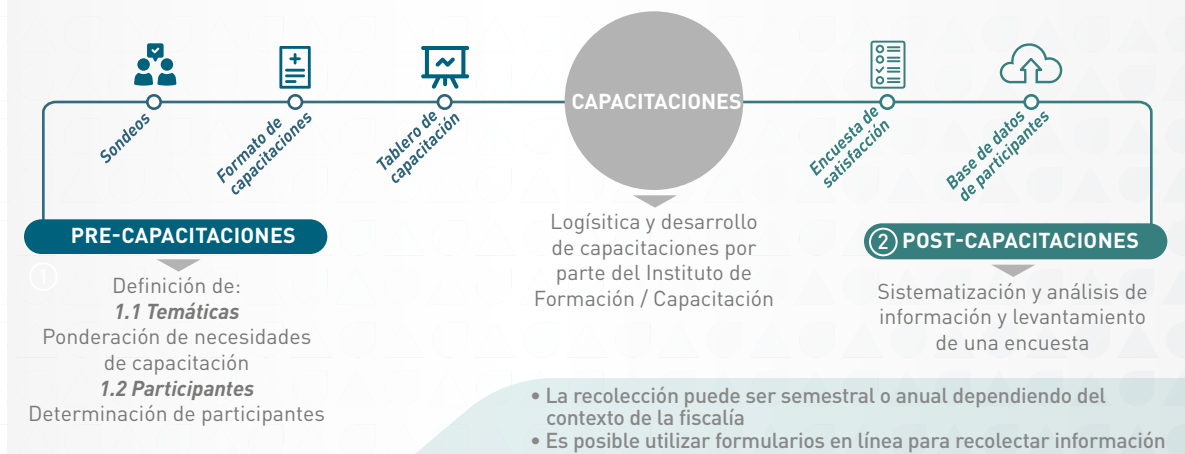 Sondeos
Formato de
capacitaciones
Tablero de
capacitación
CAPACITACIONES
Encuesta de
satisfacción
Base de datos
de participantes
PRE-CAPACITACIONES
1
Definición de:
1.1 Temáticas
Ponderación de necesidades
de capacitación
1.2 Participantes
Determinación de participantes
Logísitica y desarrollo
de capacitaciones por
parte del Instituto de
Formación / Capacitación
2 POST-CAPACITACIONES
Sistematización y análisis de
información y levantamiento
de una encuesta
• La recolección puede ser semestral o anual dependiendo del
contexto de la fiscalía
• Es posible utilizar formularios en línea para recolectar información